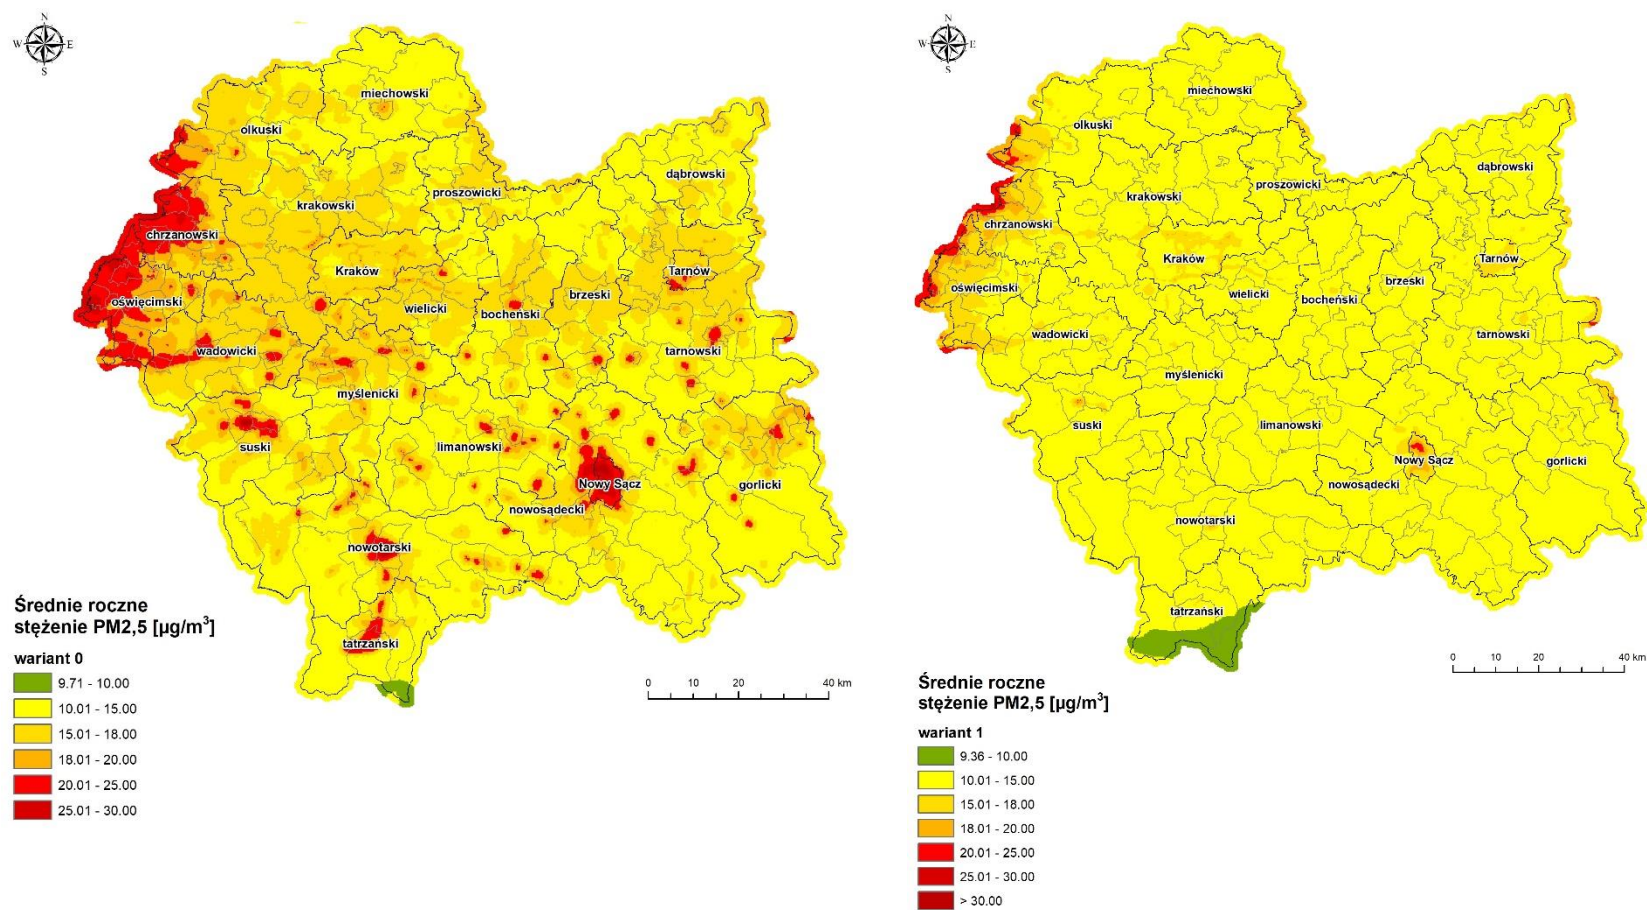 N
W E
S
miechowski
olkuski
dąbrowski
proszowicki
krakowski
chrzanowski
Kraków
Tarnów
oświęcimski
brzeski
wielicki
bocheński
wadowicki
tarnowski
myślenicki
suski
limanowski
Nowy Sącz
gorlicki
nowosądecki
nowotarski
tatrzański
Średnie roczne
stężenie PM2,5 [µg/m³]
wariant 0
9.71 - 10.00
10.01 - 15.00
15.01 - 18.00
18.01 - 20.00
20.01 - 25.00
25.01 - 30.00
0 10 20 40 km
N
W E
S
miechowski
olkuski
dąbrowski
proszowicki
krakowski
chrzanowski
Kraków
Tarnów
oświęcimski
brzeski
wielicki
bocheński
wadowicki
tarnowski
myślenicki
suski
limanowski
Nowy Sącz
gorlicki
nowosądecki
nowotarski
tatrzański
0 10 20 40 km
Średnie roczne
stężenie PM2,5 [µg/m³]
wariant 1
9.36 - 10.00
10.01 - 15.00
15.01 - 18.00
18.01 - 20.00
20.01 - 25.00
25.01 - 30.00
> 30.00